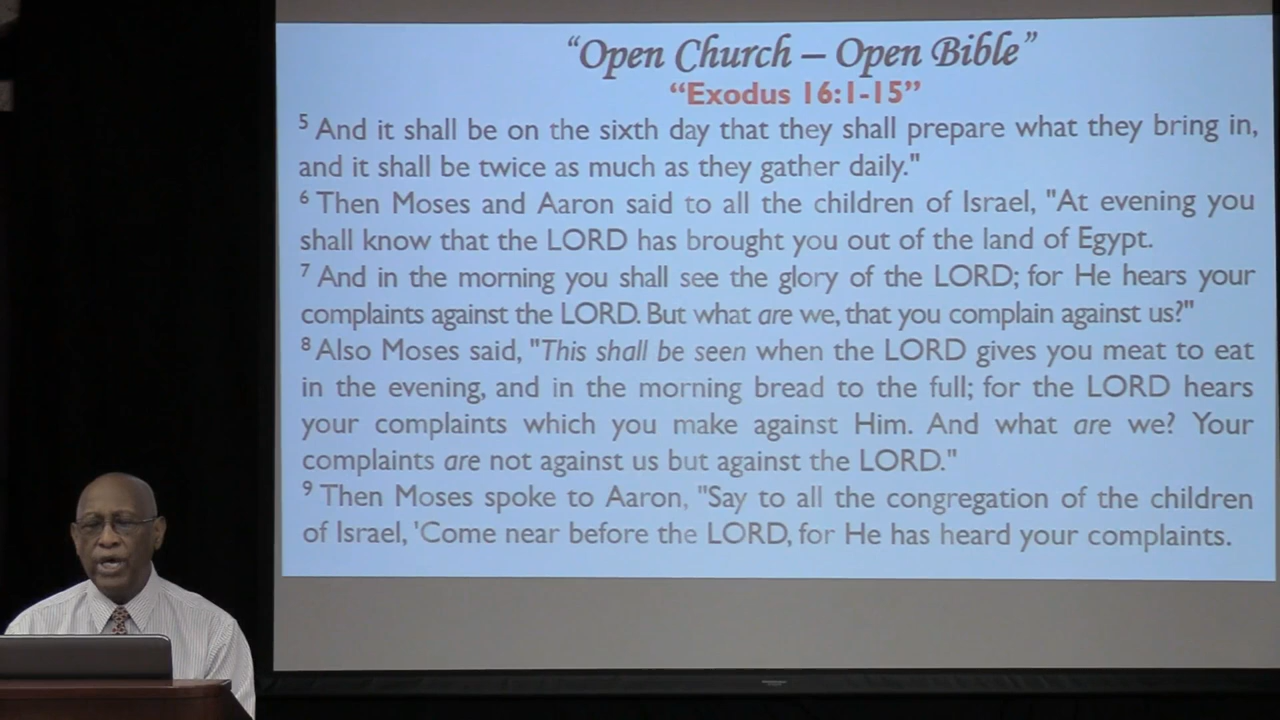 “Open Church – Open Bible”
“Exodus 16:1-15”
5 And it shall be on the sixth day that they shall prepare what they bring in,
and it shall be twice as much as they gather daily."
6 Then Moses and Aaron said to all the children of Israel, "At evening you
shall know that the LORD has brought you out of the land of Egypt.
7 And in the morning you shall see the glory of the LORD; for He hears your
complaints against the LORD. But what are we, that you complain against us?"
8 Also Moses said, "This shall be seen when the LORD gives you meat to eat
in the evening, and in the morning bread to the full; for the LORD hears
your complaints which you make against Him. And what are we? Your
complaints are not against us but against the LORD."
9 Then Moses spoke to Aaron, "Say to all the congregation of the children
of Israel, 'Come near before the LORD, for He has heard your complaints.